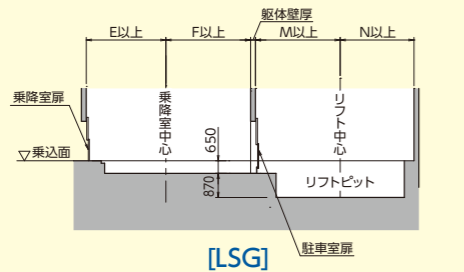 躯体壁厚
E以上
F以上
M以上
N以上
乗降室扉
乗降室中心
リフト中心
650
▽乗込面
870
リフトピット
駐車室扉
[LSG]